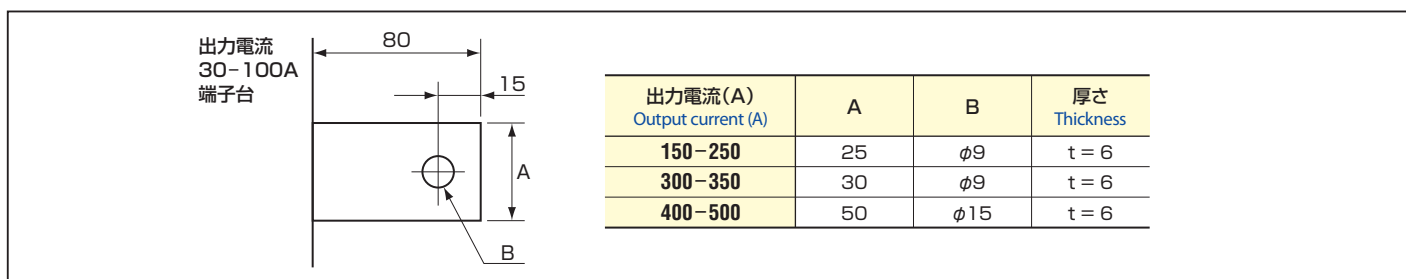 出力電流
30−100A
端子台
80
15
A
B
出力電流(A) A B 厚さ
Output current (A) Thickness
150−250 25 φ9 t = 6
300−350 30 φ9 t = 6
400−500 50 φ15 t = 6